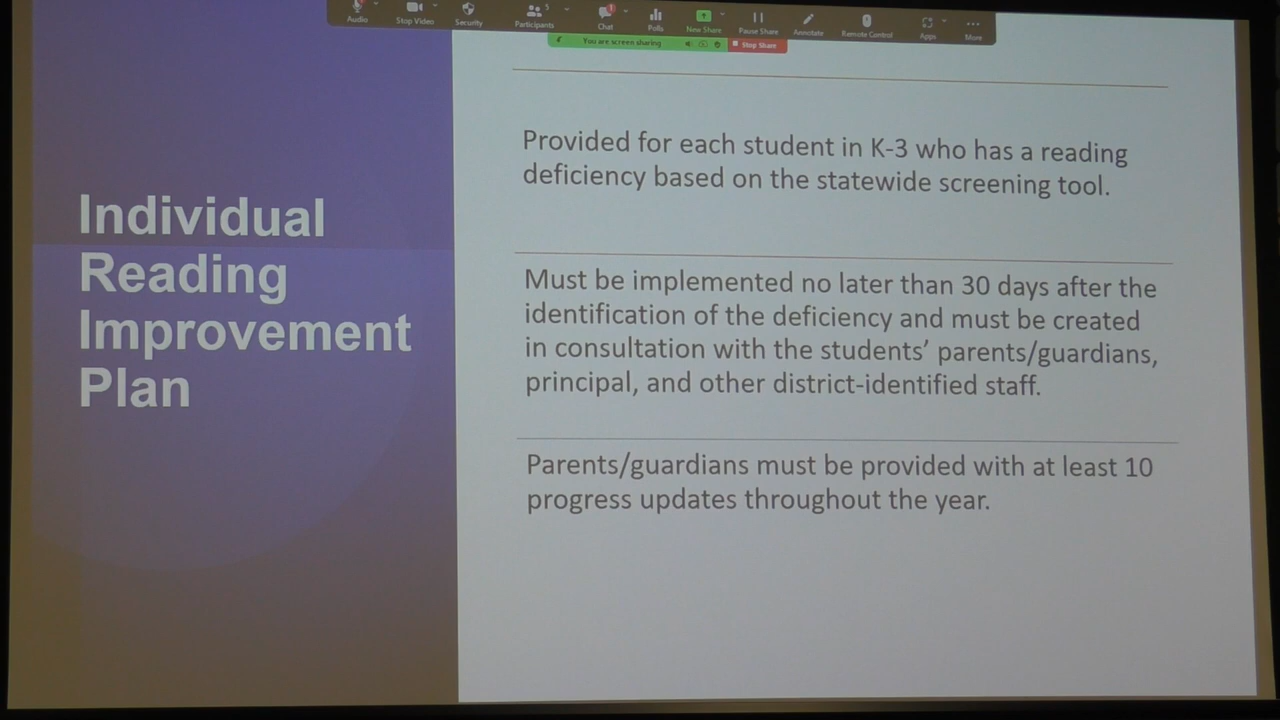 Audio
Stop Video
Security
5
Participants
1
Chat
Polls
New Share
Pause Share
Annotate
Remote Control
Apps
More
You are screen sharing
Stop Share
Individual
Reading
Improvement
Plan
Provided for each student in K-3 who has a reading
deficiency based on the statewide screening tool.
Must be implemented no later than 30 days after the
identification of the deficiency and must be created
in consultation with the students’ parents/guardians,
principal, and other district-identified staff.
Parents/guardians must be provided with at least 10
progress updates throughout the year.